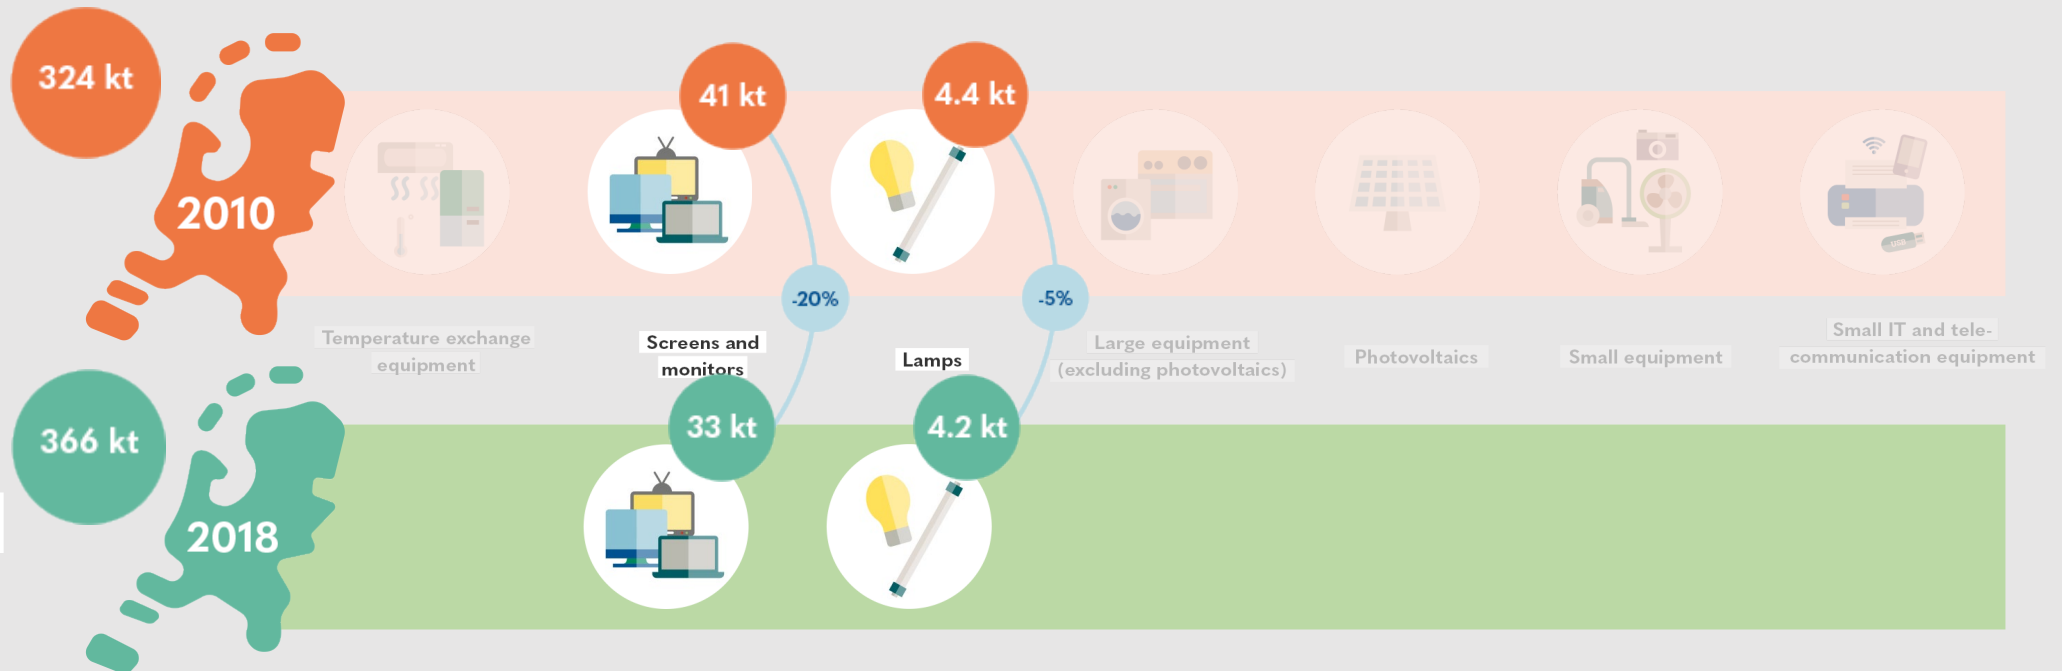 324 kt
41 kt
4.4 kt
2010
USB
-20%
-5%
Temperature exchange
equipment
Screens and
monitors
Lamps
Large equipment
(excluding photovoltaics)
Photovoltaics
Small equipment
Small IT and tele-
communication equipment
366 kt
33 kt
4.2 kt
2018